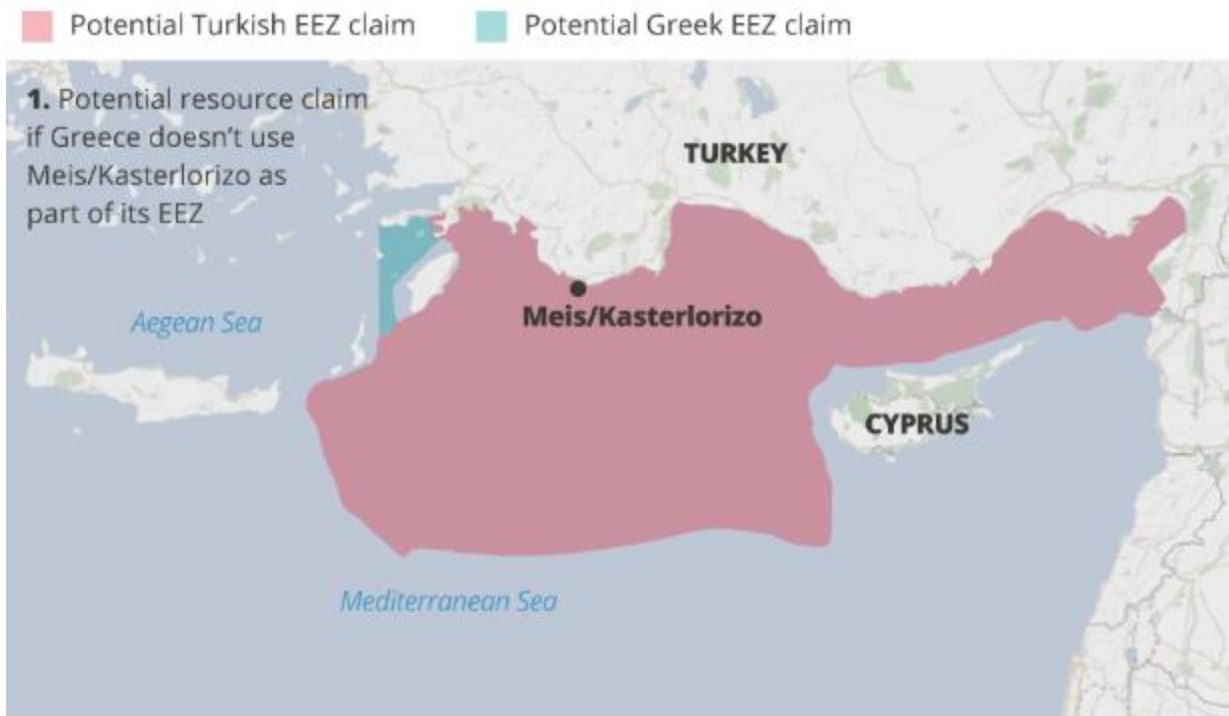 Potential Turkish EEZ claim
Potential Greek EEZ claim
1. Potential resource claim
if Greece doesn't use
Meis/Kasterlorizo as
part of its EEZ
TURKEY
Meis/Kasterlorizo
Aegean Sea
CYPRUS
Mediterranean Sea